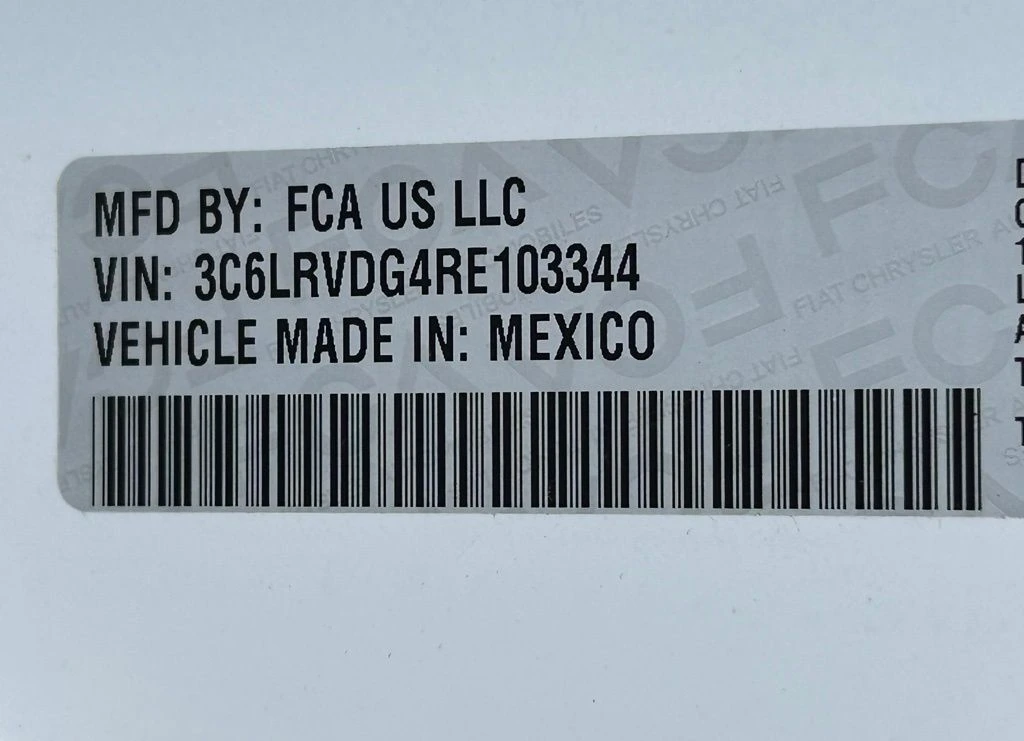 MFD BY: FCA US LLC
VIN: 3C6LRVDG4RE103344
VEHICLE MADE IN: MEXICO